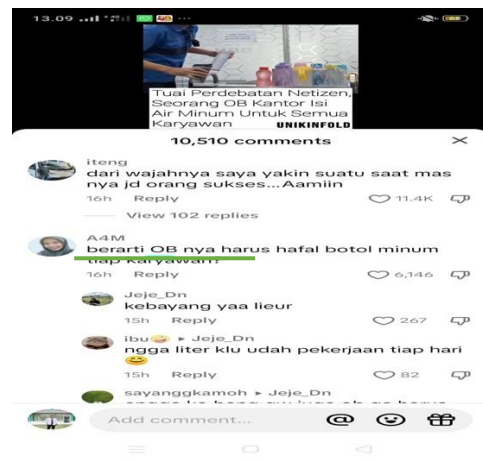 13.09
Tuai Perdebatan Netizen,
Seorang OB Kantor Isi
Air Minum Untuk Semua
Karyawan UNIKINFOLD
10,510 comments
iteng
dari wajahnya saya yakin suatu saat mas
nya jd orang sukses...Aamiin
16h Reply 11.4K
View 102 replies
A4M
berarti OB nya harus hafal botol minum
tiap karyawan?
16h Reply 6,146
Jeje_Dn
kebayang yaa lieur
15h Reply 267
ibu🤪 ▸ Jeje_Dn
ngga liter klu udah pekerjaan tiap hari
😊
15h Reply 82
sayanggkamoh ▸ Jeje_Dn
Add comment...